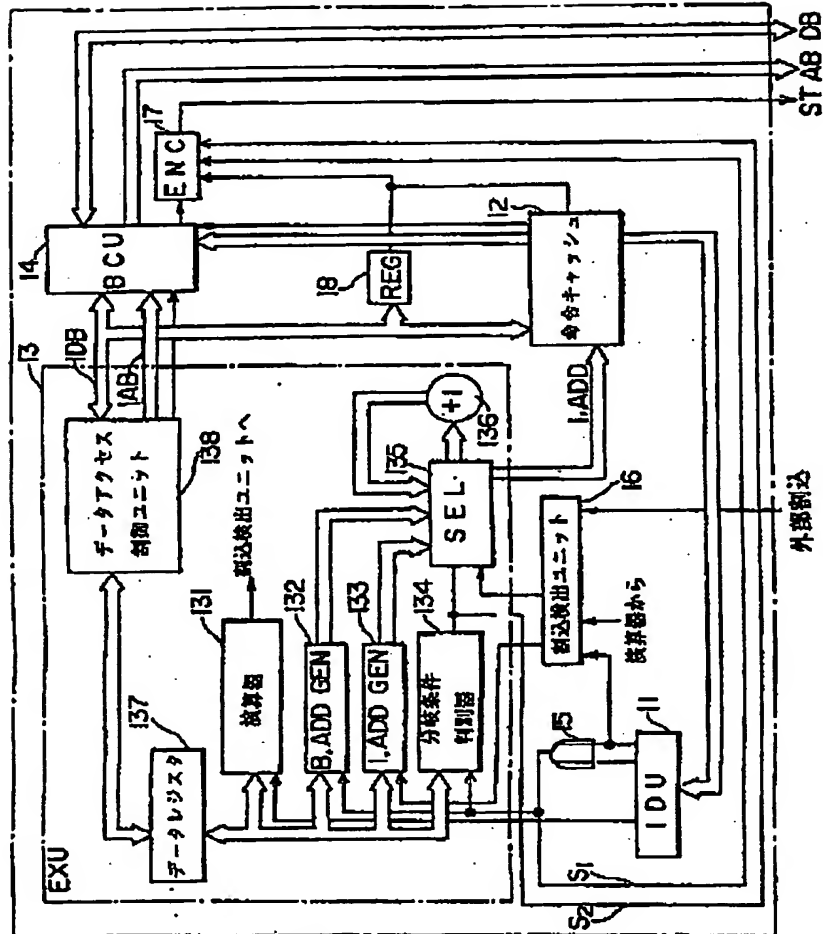 14
BCU
17
ENC
13
IDB
IAB
データアクセス
制御ユニット
138
18
REG
12
命令キャッシュ
EXU
137
データレジスタ
131
演算器
割込検出ユニットへ
132
B.ADD GEN
133
I.ADD GEN
134
分岐条件
判別器
135
SEL.
+1
136
I.ADD
16
割込検出ユニット
演算器から
外部割込
15
11
IDU
S1
S2
ST
AB
DB